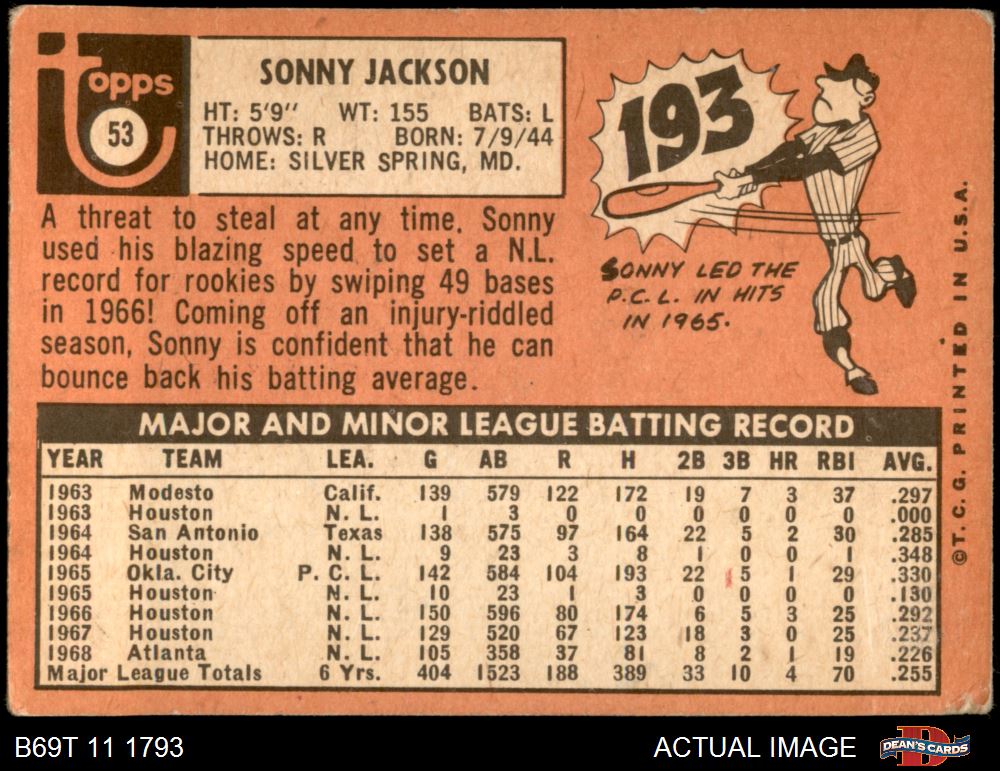 Topps
53
SONNY JACKSON
HT: 5'9" WT: 155 BATS: L
THROWS: R BORN: 7/9/44
HOME: SILVER SPRING, MD.
A threat to steal at any time, Sonny
used his blazing speed to set a N.L.
record for rookies by swiping 49 bases
in 1966! Coming off an injury-riddled
season, Sonny is confident that he can
bounce back his batting average.
193
SONNY LED THE
P.C.L. IN HITS
IN 1965.
©T.C.G. PRINTED IN U.S.A.
MAJOR AND MINOR LEAGUE BATTING RECORD
YEAR TEAM LEA. G AB R H 2B 3B HR RBI AVG.
1963 Modesto Calif. 139 579 122 172 19 7 3 37 .297
1963 Houston N. L. 1 3 0 0 0 0 0 0 .000
1964 San Antonio Texas 138 575 97 164 22 5 2 30 .285
1964 Houston N. L. 9 23 3 8 1 0 0 1 .348
1965 Okla. City P. C. L. 142 584 104 193 22 5 1 29 .330
1965 Houston N. L. 10 23 1 3 0 0 0 0 .130
1966 Houston N. L. 150 596 80 174 6 5 3 25 .292
1967 Houston N. L. 129 520 67 123 18 3 0 25 .237
1968 Atlanta N. L. 105 358 37 81 8 2 1 19 .226
Major League Totals 6 Yrs. 404 1523 188 389 33 10 4 70 .255
B69T 11 1793
ACTUAL IMAGE
DEAN'S CARDS